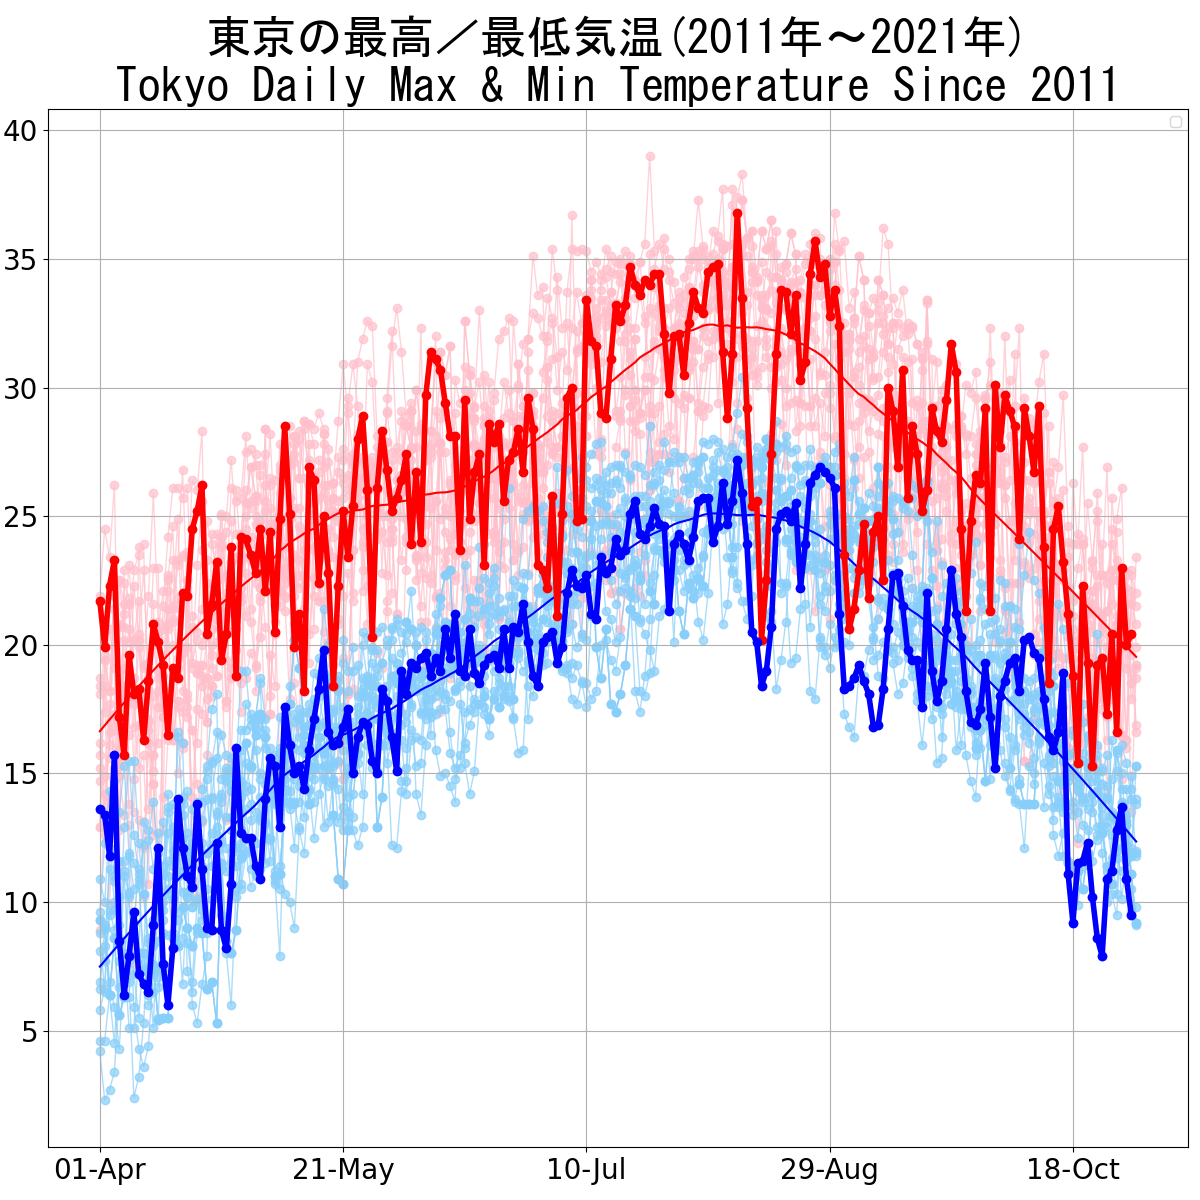 東京の最高／最低気温(2011年～2021年)
Tokyo Daily Max & Min Temperature Since 2011
40
35
30
25
20
15
10
5
01-Apr 21-May 10-Jul 29-Aug 18-Oct